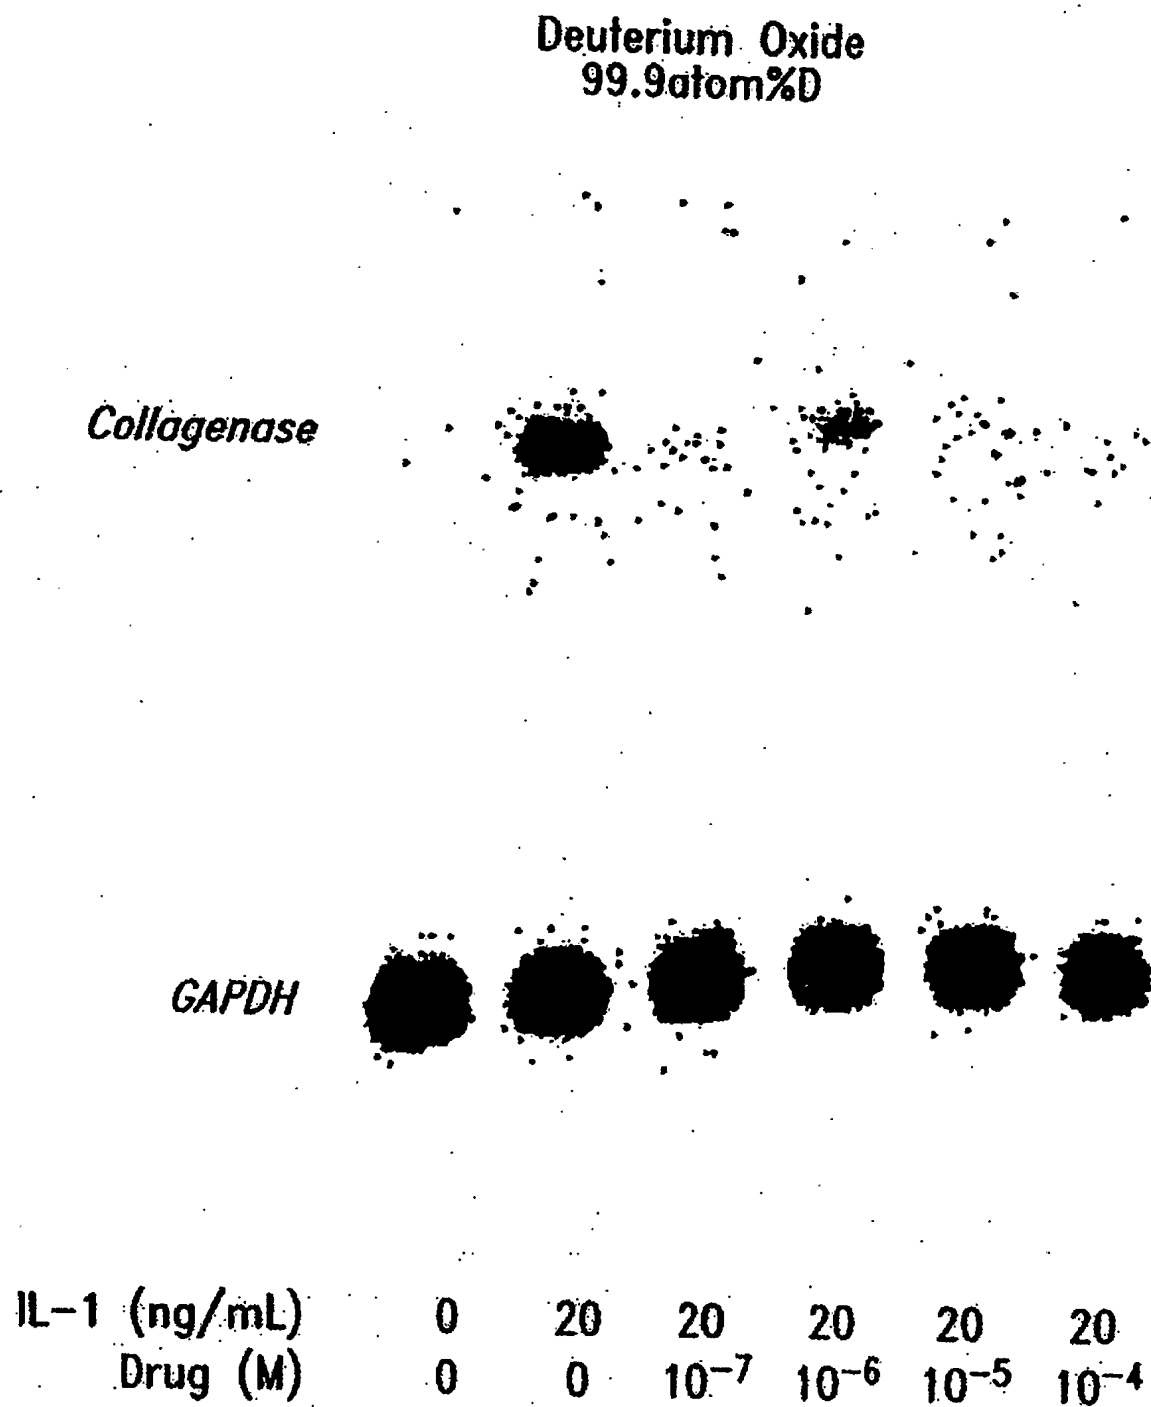 Deuterium Oxide
99.9atom%D
Collagenase
GAPDH
IL-1 (ng/mL) 0 20 20 20 20 20
Drug (M) 0 0 10⁻⁷ 10⁻⁶ 10⁻⁵ 10⁻⁴